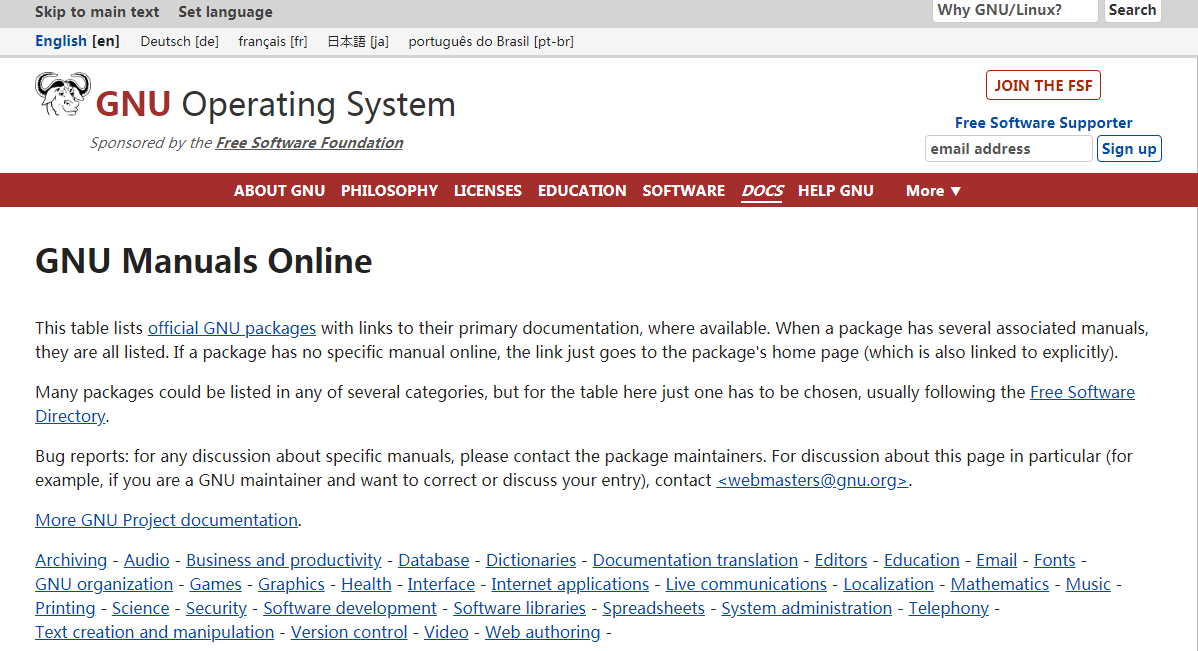 Skip to main text Set language Why GNU/Linux? Search
English [en] Deutsch [de] français [fr] 日本語 [ja] português do Brasil [pt-br]
JOIN THE FSF
GNU Operating System
Free Software Supporter
Sponsored by the Free Software Foundation
email address Sign up
ABOUT GNU PHILOSOPHY LICENSES EDUCATION SOFTWARE DOCS HELP GNU More ▼
GNU Manuals Online
This table lists official GNU packages with links to their primary documentation, where available. When a package has several associated manuals,
they are all listed. If a package has no specific manual online, the link just goes to the package's home page (which is also linked to explicitly).
Many packages could be listed in any of several categories, but for the table here just one has to be chosen, usually following the Free Software
Directory.
Bug reports: for any discussion about specific manuals, please contact the package maintainers. For discussion about this page in particular (for
example, if you are a GNU maintainer and want to correct or discuss your entry), contact <webmasters@gnu.org>.
More GNU Project documentation.
Archiving - Audio - Business and productivity - Database - Dictionaries - Documentation translation - Editors - Education - Email - Fonts -
GNU organization - Games - Graphics - Health - Interface - Internet applications - Live communications - Localization - Mathematics - Music -
Printing - Science - Security - Software development - Software libraries - Spreadsheets - System administration - Telephony -
Text creation and manipulation - Version control - Video - Web authoring -